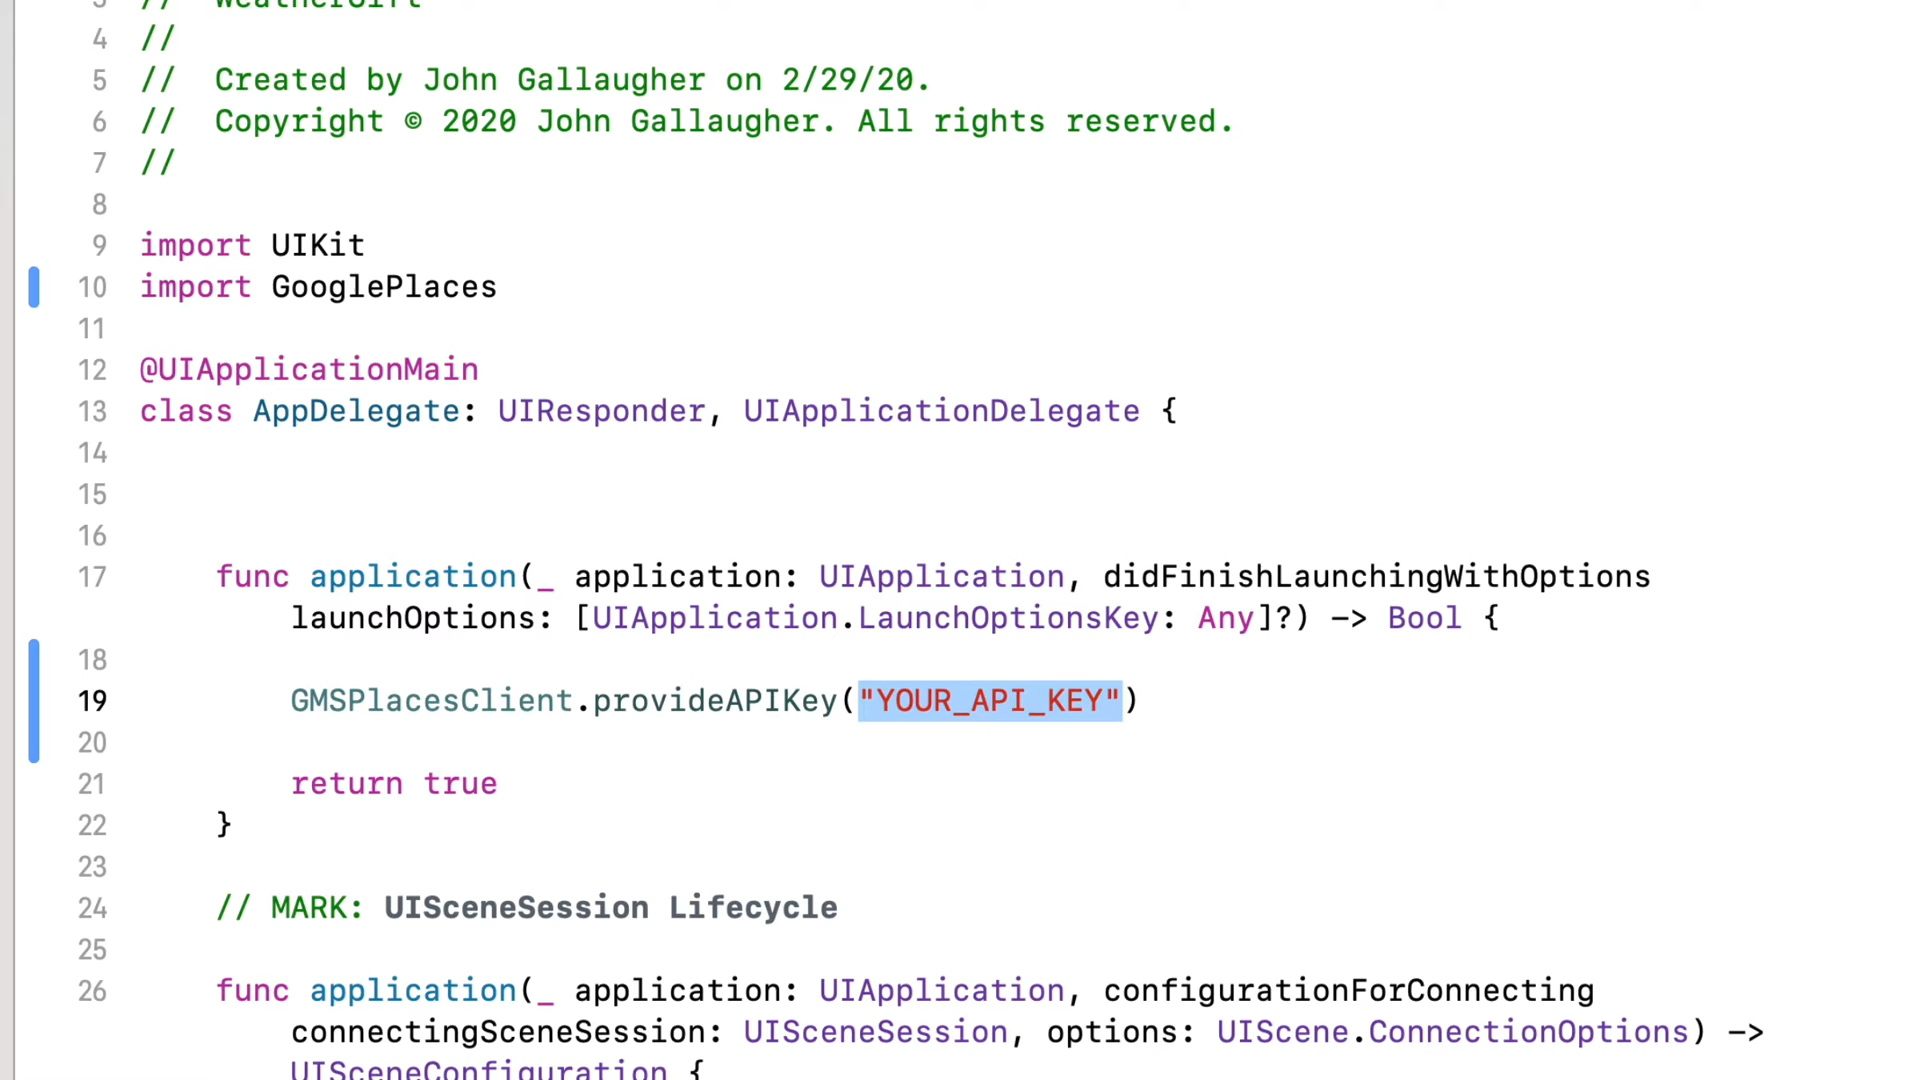 3 // WeatherGift
4 //
5 // Created by John Gallaugher on 2/29/20.
6 // Copyright © 2020 John Gallaugher. All rights reserved.
7 //
8
9 import UIKit
10 import GooglePlaces
11
12 @UIApplicationMain
13 class AppDelegate: UIResponder, UIApplicationDelegate {
14
15
16
17 func application(_ application: UIApplication, didFinishLaunchingWithOptions
launchOptions: [UIApplication.LaunchOptionsKey: Any]?) -> Bool {
18
19 GMSPlacesClient.provideAPIKey("YOUR_API_KEY")
20
21 return true
22 }
23
24 // MARK: UISceneSession Lifecycle
25
26 func application(_ application: UIApplication, configurationForConnecting
connectingSceneSession: UISceneSession, options: UIScene.ConnectionOptions) ->
UISceneConfiguration {